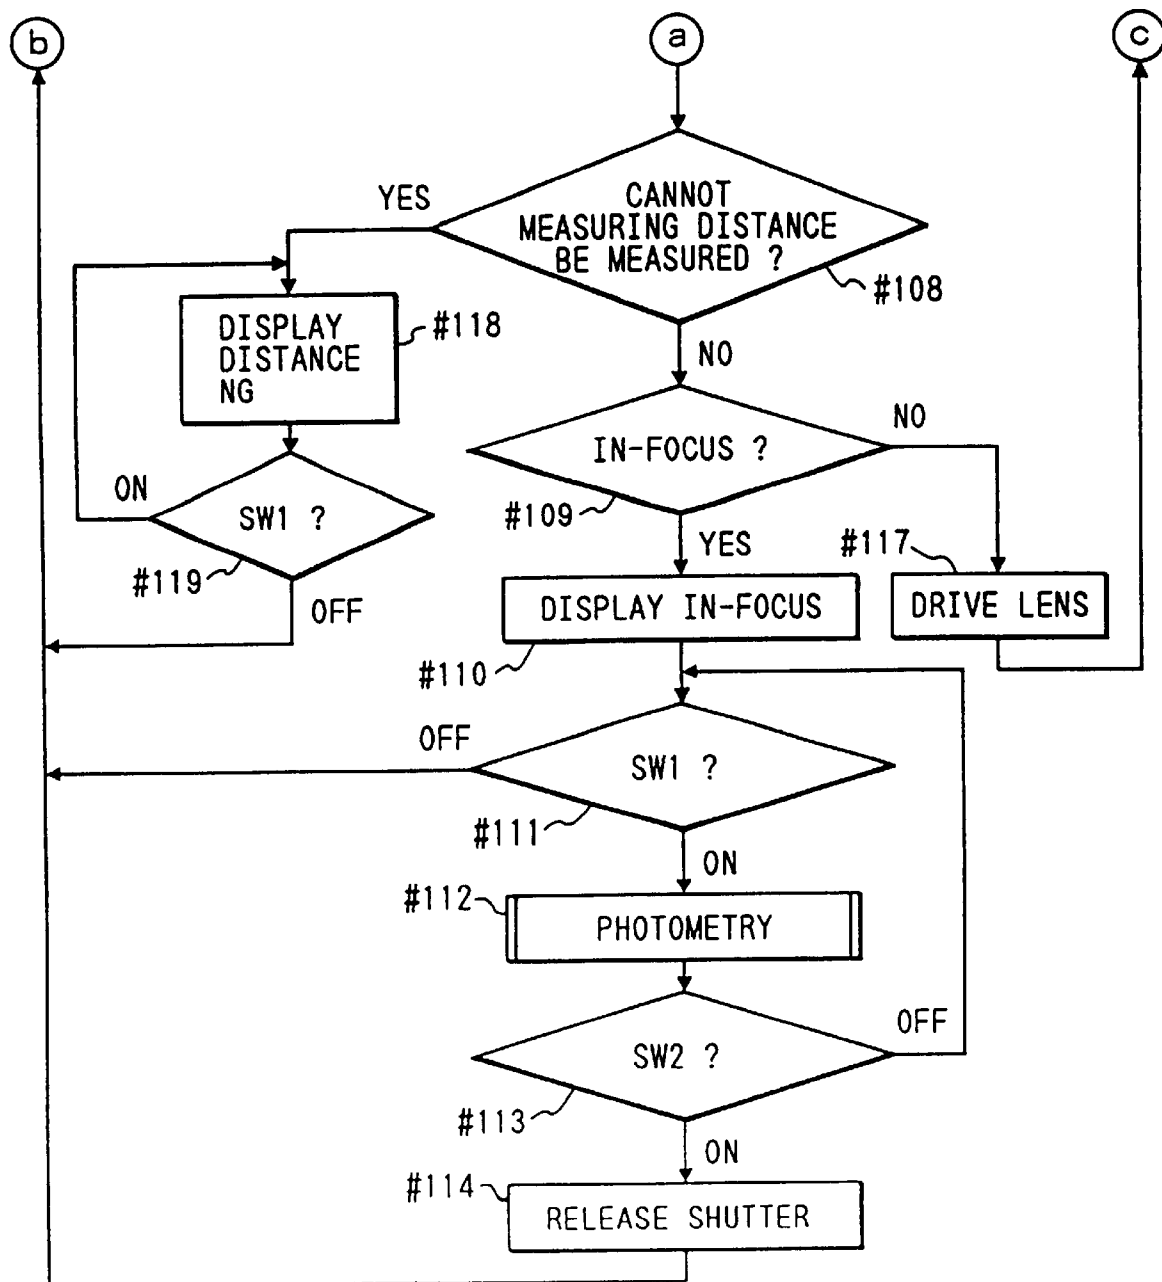 b
a
c
YES
CANNOT
MEASURING DISTANCE
BE MEASURED ?
#108
DISPLAY
DISTANCE
NG
#118
NO
IN-FOCUS ?
NO
#109
ON
SW1 ?
#119
OFF
YES
#117
DISPLAY IN-FOCUS
DRIVE LENS
#110
OFF
SW1 ?
#111
ON
#112
PHOTOMETRY
OFF
SW2 ?
#113
ON
#114
RELEASE SHUTTER